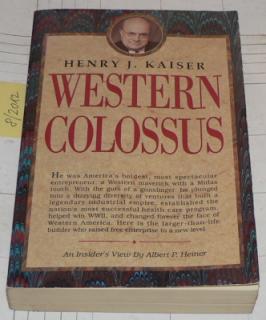 HENRY J. KAISER
WESTERN
COLOSSUS
He was America's boldest, most spectacular
entrepreneur, a Western maverick with a Midas
touch. With the guts of a gunslinger he plunged
into a dizzying diversity of ventures that built a
legendary industrial empire, established the
nation's most successful health care program,
helped win WWII, and changed forever the face of
Western America. Here is the larger-than-life
builder who raised free enterprise to a new level.
An Insider's View By Albert P. Heiner